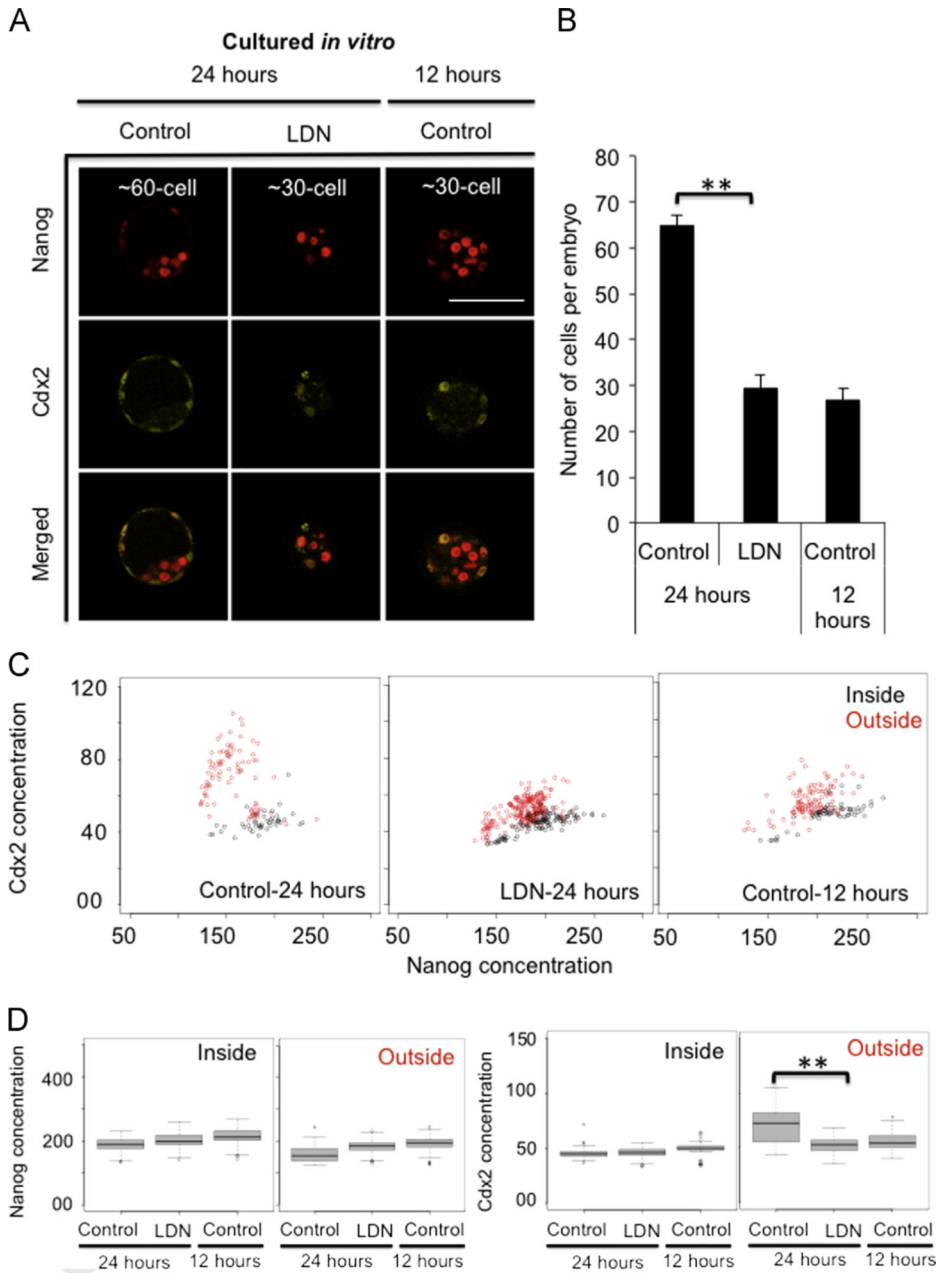 A
Cultured in vitro
24 hours
12 hours
Control
LDN
Control
~60-cell
~30-cell
~30-cell
Nanog
Cdx2
Merged
B
**
Number of cells per embryo
80
70
60
50
40
30
20
10
0
Control
LDN
Control
24 hours
12
hours
C
Cdx2 concentration
120
80
40
00
Control-24 hours
LDN-24 hours
Inside
Outside
Control-12 hours
50
150
250
50
150
250
50
150
250
Nanog concentration
D
Nanog concentration
400
200
00
Inside
Outside
Control
LDN
Control
Control
LDN
Control
24 hours
12 hours
24 hours
12 hours
Cdx2 concentration
150
100
50
00
Inside
**
Outside
Control
LDN
Control
Control
LDN
Control
24 hours
12 hours
24 hours
12 hours